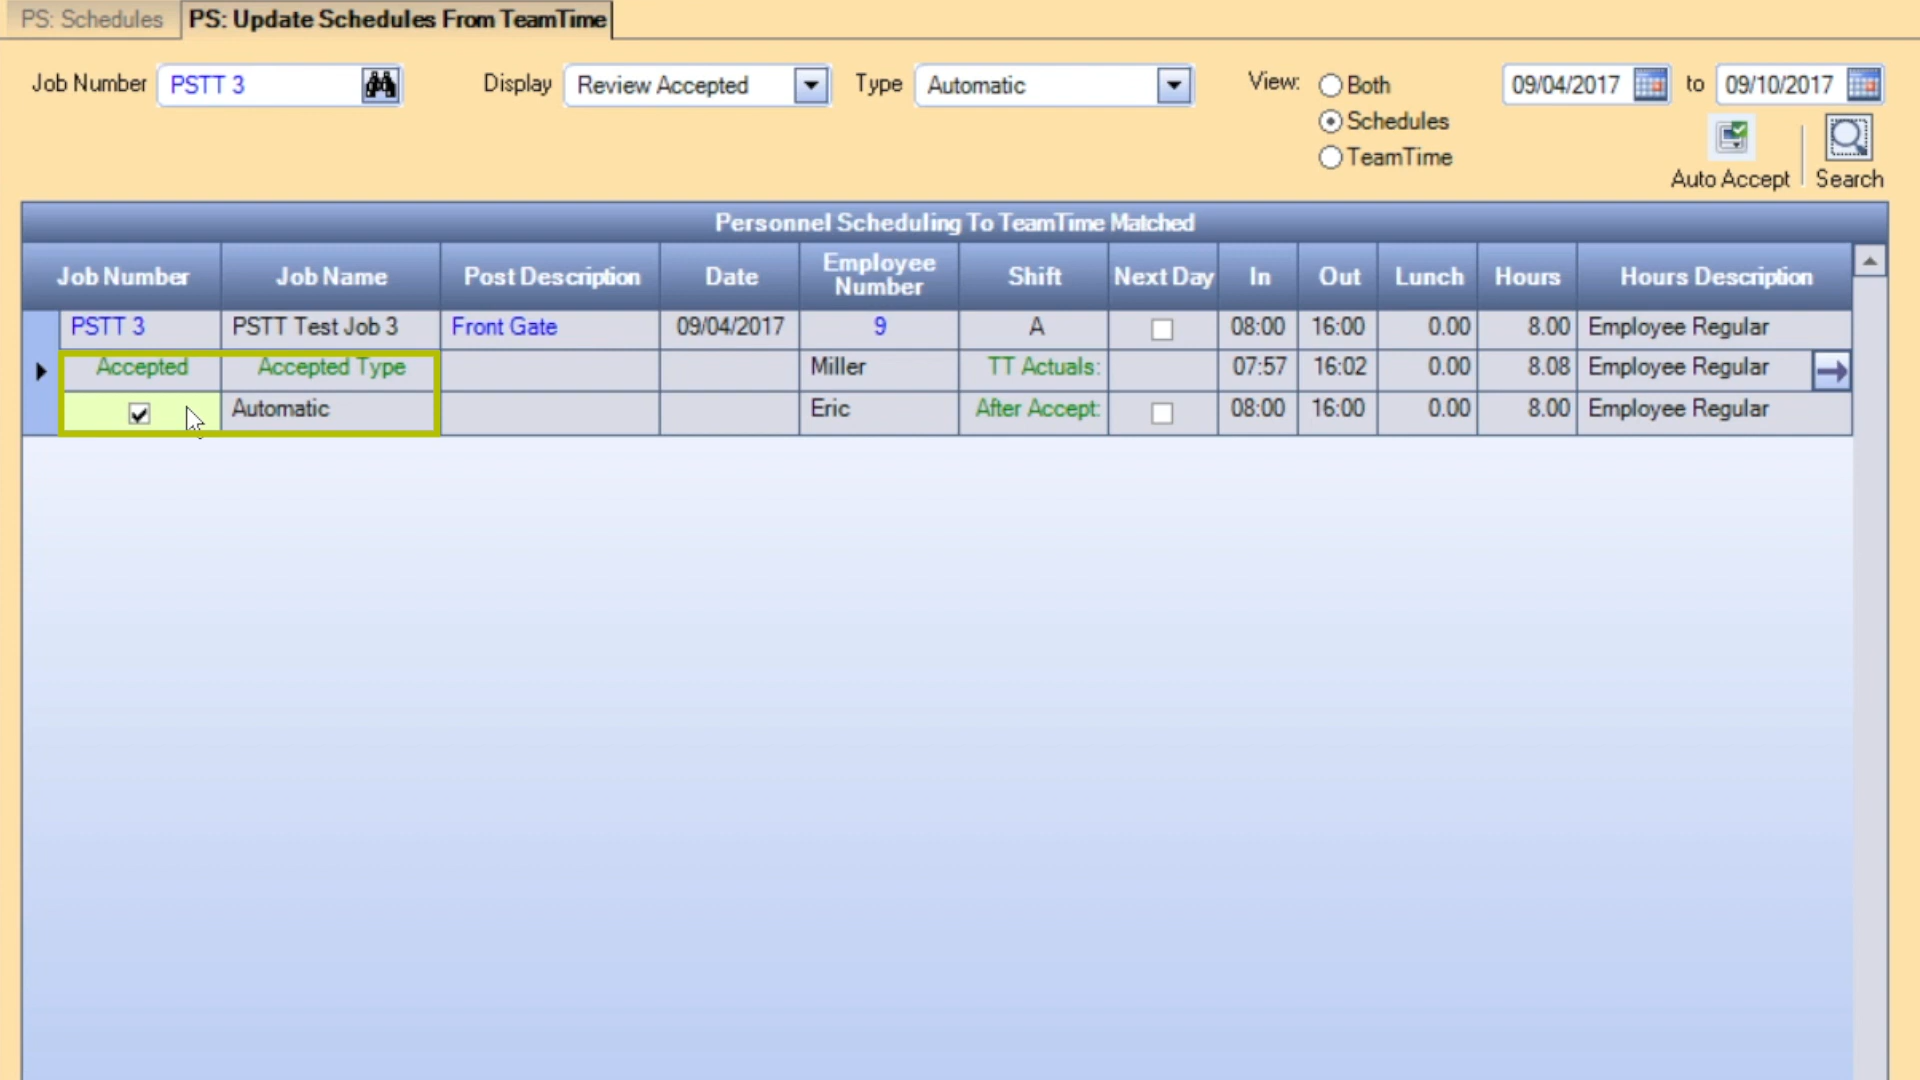 PS: Schedules PS: Update Schedules From TeamTime
Job Number PSTT 3 Display Review Accepted Type Automatic View: Both 09/04/2017 to 09/10/2017
Schedules
TeamTime
Auto Accept Search
Personnel Scheduling To TeamTime Matched
Job Number Job Name Post Description Date Employee Number Shift Next Day In Out Lunch Hours Hours Description
PSTT 3 PSTT Test Job 3 Front Gate 09/04/2017 9 A 08:00 16:00 0.00 8.00 Employee Regular
Accepted Accepted Type Miller TT Actuals: 07:57 16:02 0.00 8.08 Employee Regular
Automatic Eric After Accept: 08:00 16:00 0.00 8.00 Employee Regular